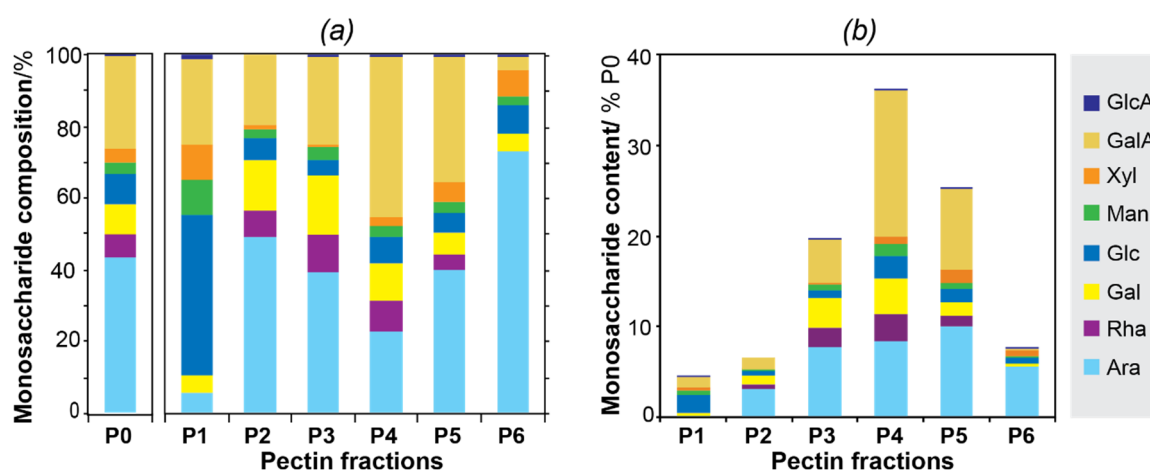 (a)
Monosaccharide composition/%
100
80
60
40
20
0
P0 P1 P2 P3 P4 P5 P6
Pectin fractions
(b)
Monosaccharide content/ % P0
40
30
20
10
0
P1 P2 P3 P4 P5 P6
Pectin fractions
GlcA
GalA
Xyl
Man
Glc
Gal
Rha
Ara